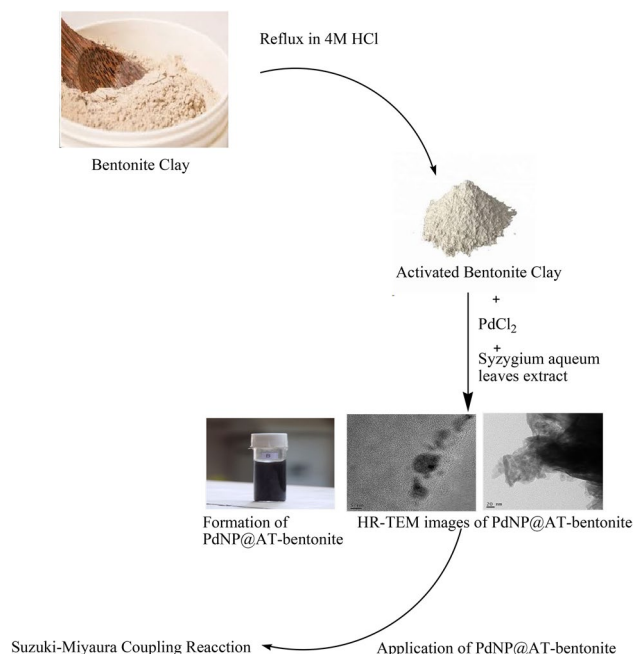 Reflux in 4M HCl
Bentonite Clay
Activated Bentonite Clay
+
PdCl2
+
Syzygium aqueum
leaves extract
Formation of
PdNP@AT-bentonite
HR-TEM images of PdNP@AT-bentonite
Suzuki-Miyaura Coupling Reacction
Application of PdNP@AT-bentonite